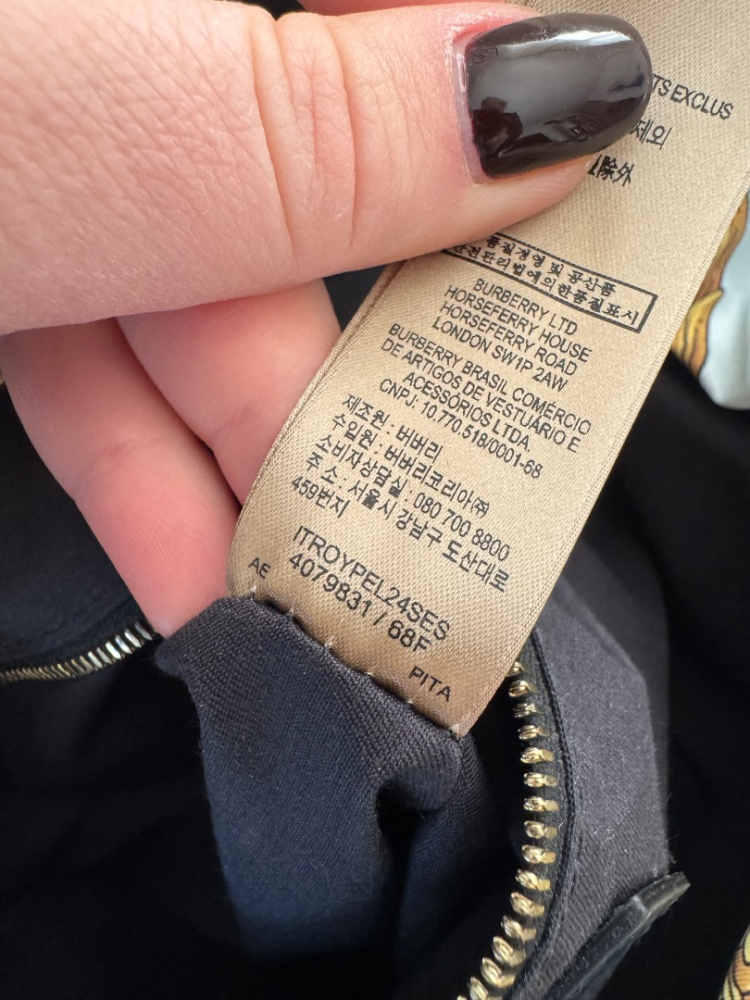 TS EXCLUS
제외
除外
품질경영 및 공산품
안전관리법에의한품질표시
BURBERRY LTD
HORSEFERRY HOUSE
HORSEFERRY ROAD
LONDON SW1P 2AW
BURBERRY BRASIL COMÉRCIO
DE ARTIGOS DE VESTUÁRIO E
ACESSÓRIOS LTDA.
CNPJ: 10.770.518/0001-68
제조원 : 버버리
수입원 : 버버리코리아㈜
소비자상담실 : 080 700 8800
주 소 : 서울시 강남구 도산대로
459번지
ITROYPEL24SES
4079831 / 68F
AE
PITA